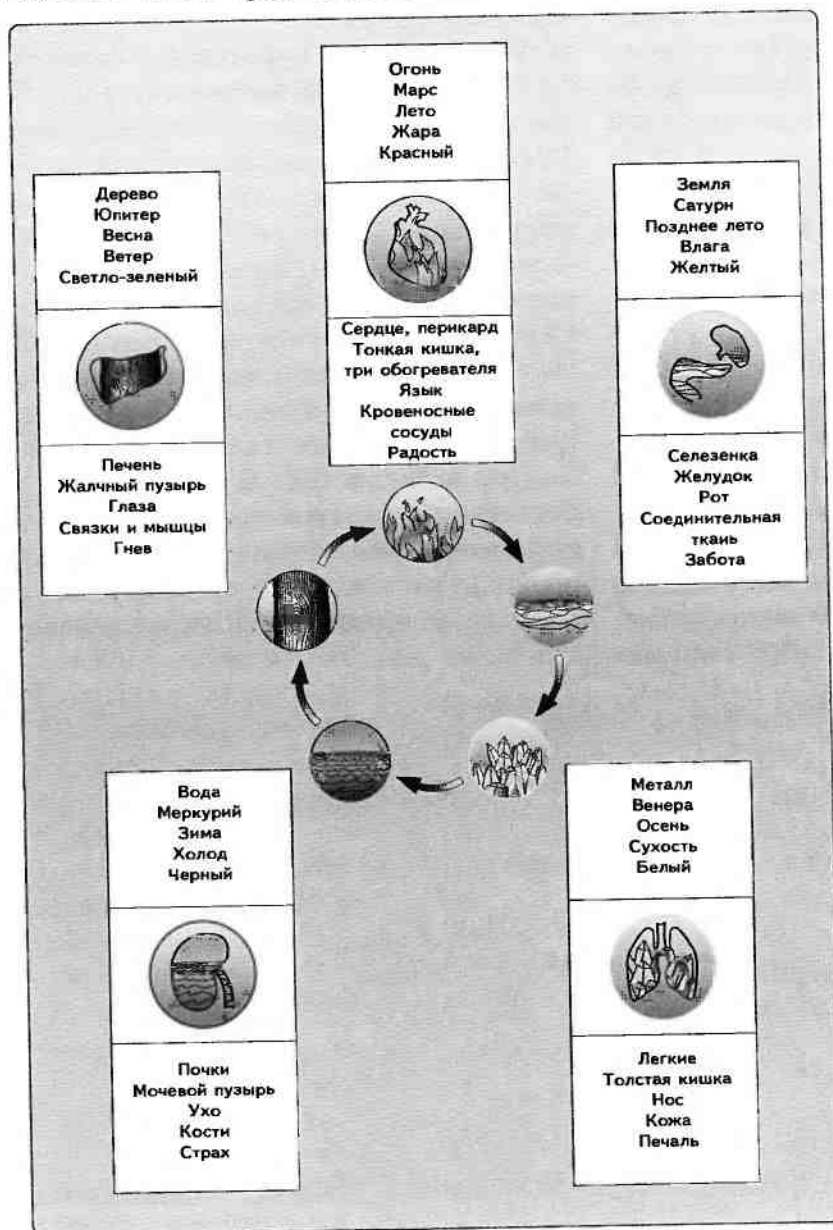 Огонь
Марс
Лето
Жара
Красный
Сердце, перикард
Тонкая кишка,
три обогревателя
Язык
Кровеносные
сосуды
Радость
Дерево
Юпитер
Весна
Ветер
Светло-зеленый
Печень
Жалчный пузырь
Глаза
Связки и мышцы
Гнев
Земля
Сатурн
Позднее лето
Влага
Желтый
Селезенка
Желудок
Рот
Соединительная
ткань
Забота
Вода
Меркурий
Зима
Холод
Черный
Почки
Мочевой пузырь
Ухо
Кости
Страх
Металл
Венера
Осень
Сухость
Белый
Легкие
Толстая кишка
Нос
Кожа
Печаль